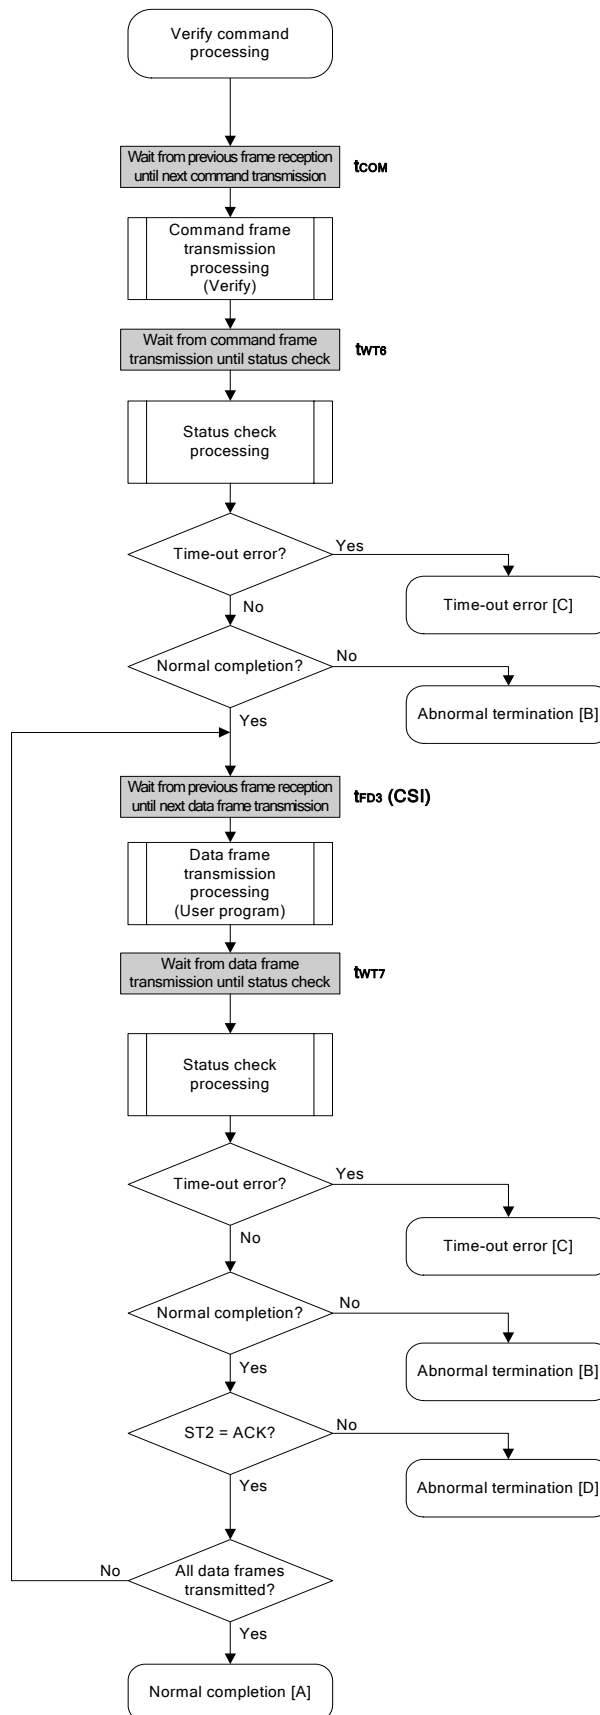 Verify command
processing
Wait from previous frame reception
until next command transmission
tCOM
Command frame
transmission
processing
(Verify)
Wait from command frame
transmission until status check
tWT6
Status check
processing
Time-out error?
Yes
Time-out error [C]
No
Normal completion?
No
Abnormal termination [B]
Yes
Wait from previous frame reception
until next data frame transmission
tFD3 (CSI)
Data frame
transmission
processing
(User program)
Wait from data frame
transmission until status check
tWT7
Status check
processing
Time-out error?
Yes
Time-out error [C]
No
Normal completion?
No
Abnormal termination [B]
Yes
ST2 = ACK?
No
Abnormal termination [D]
Yes
No
All data frames
transmitted?
Yes
Normal completion [A]